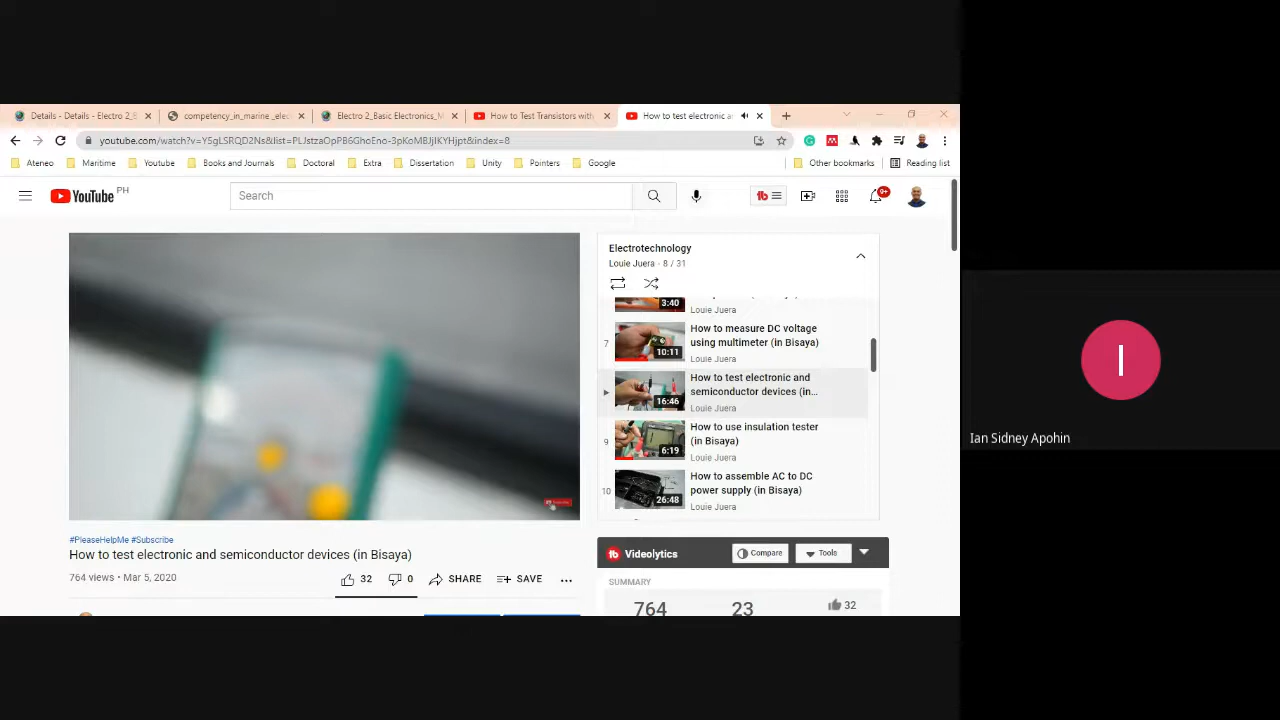 Details - Details - Electro 2_B
competency_in_marine _elec
Electro 2_Basic Electronics_M
How to Test Transistors with
How to test electronic a
youtube.com/watch?v=Y5gLSRQD2Ns&list=PLJstzaOpPB6GhoEno-2oKoMBJjlKYHjpt&index=8
Ateneo
Maritime
Youtube
Books and Journals
Doctoral
Extra
Dissertation
Unity
Pointers
Google
Other bookmarks
Reading list
YouTube PH
Search
9+
Electrotechnology
Louie Juera - 8 / 31
3:40
Louie Juera
7
How to measure DC voltage
using multimeter (in Bisaya)
10:11
Louie Juera
How to test electronic and
semiconductor devices (in...
16:46
Louie Juera
9
How to use insulation tester
(in Bisaya)
6:19
Louie Juera
10
How to assemble AC to DC
power supply (in Bisaya)
26:48
Louie Juera
#PleaseHelpMe #Subscribe
How to test electronic and semiconductor devices (in Bisaya)
764 views • Mar 5, 2020
32
0
SHARE
SAVE
tb
Videolytics
Compare
Tools
SUMMARY
764
23
32
I
Ian Sidney Apohin